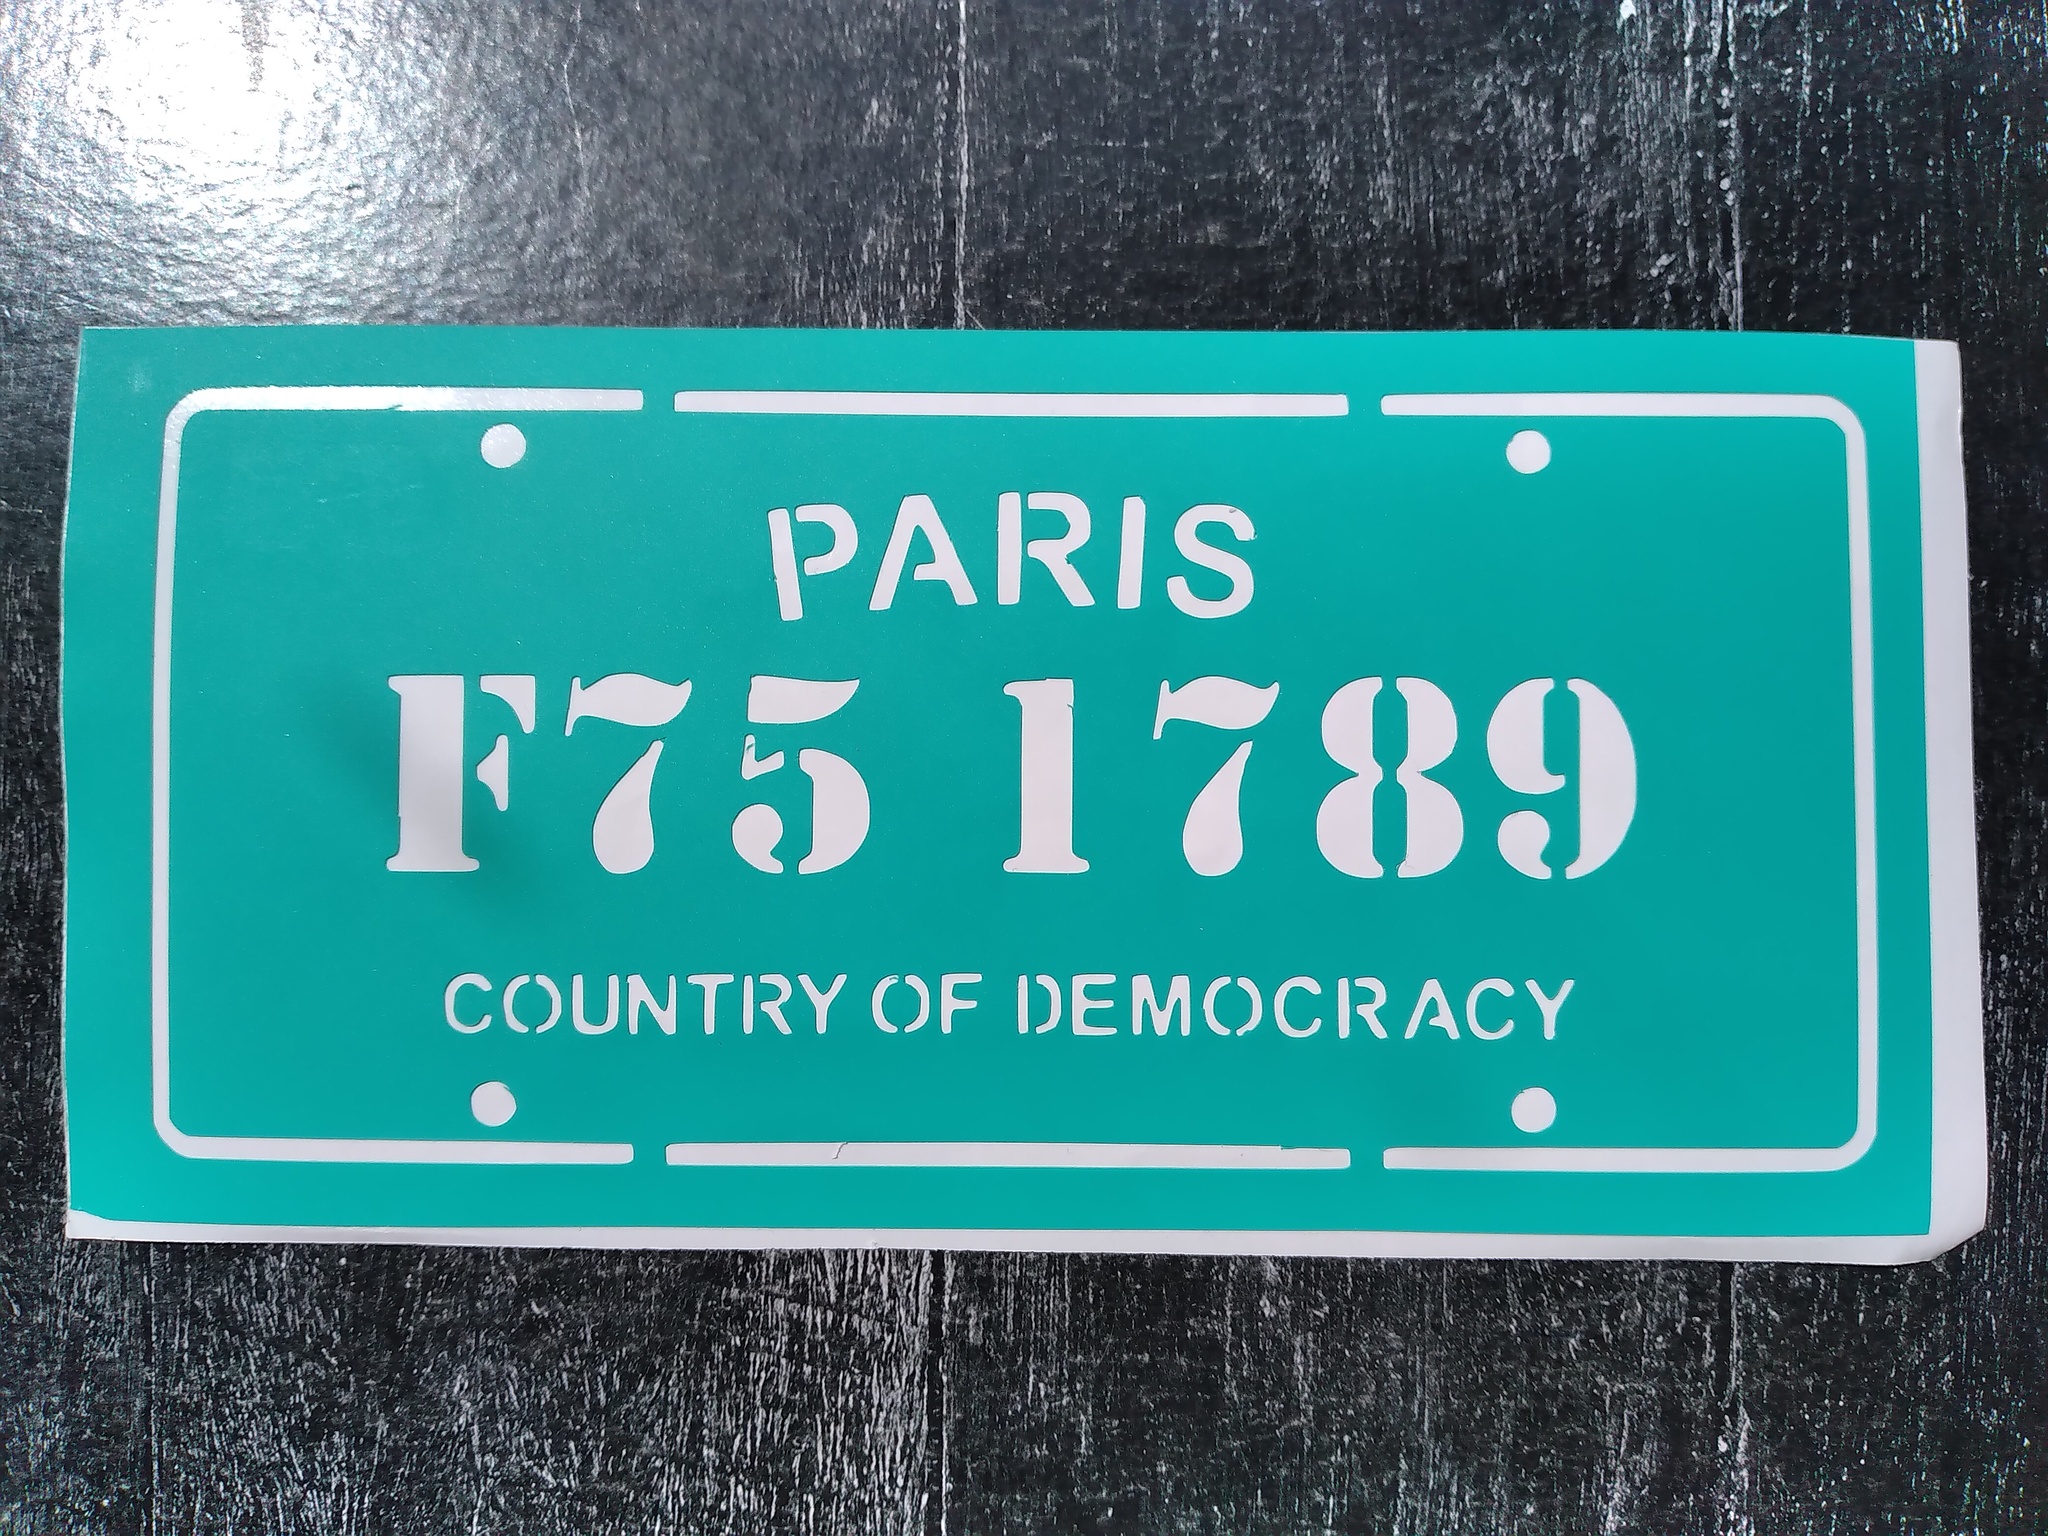 PARIS
F75 1789
COUNTRY OF DEMOCRACY